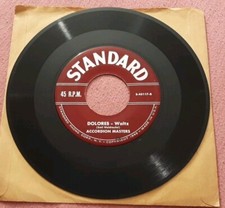 STANDARD
45 R.P.M.
DOLORES - Waltz
ACCORDION MASTERS